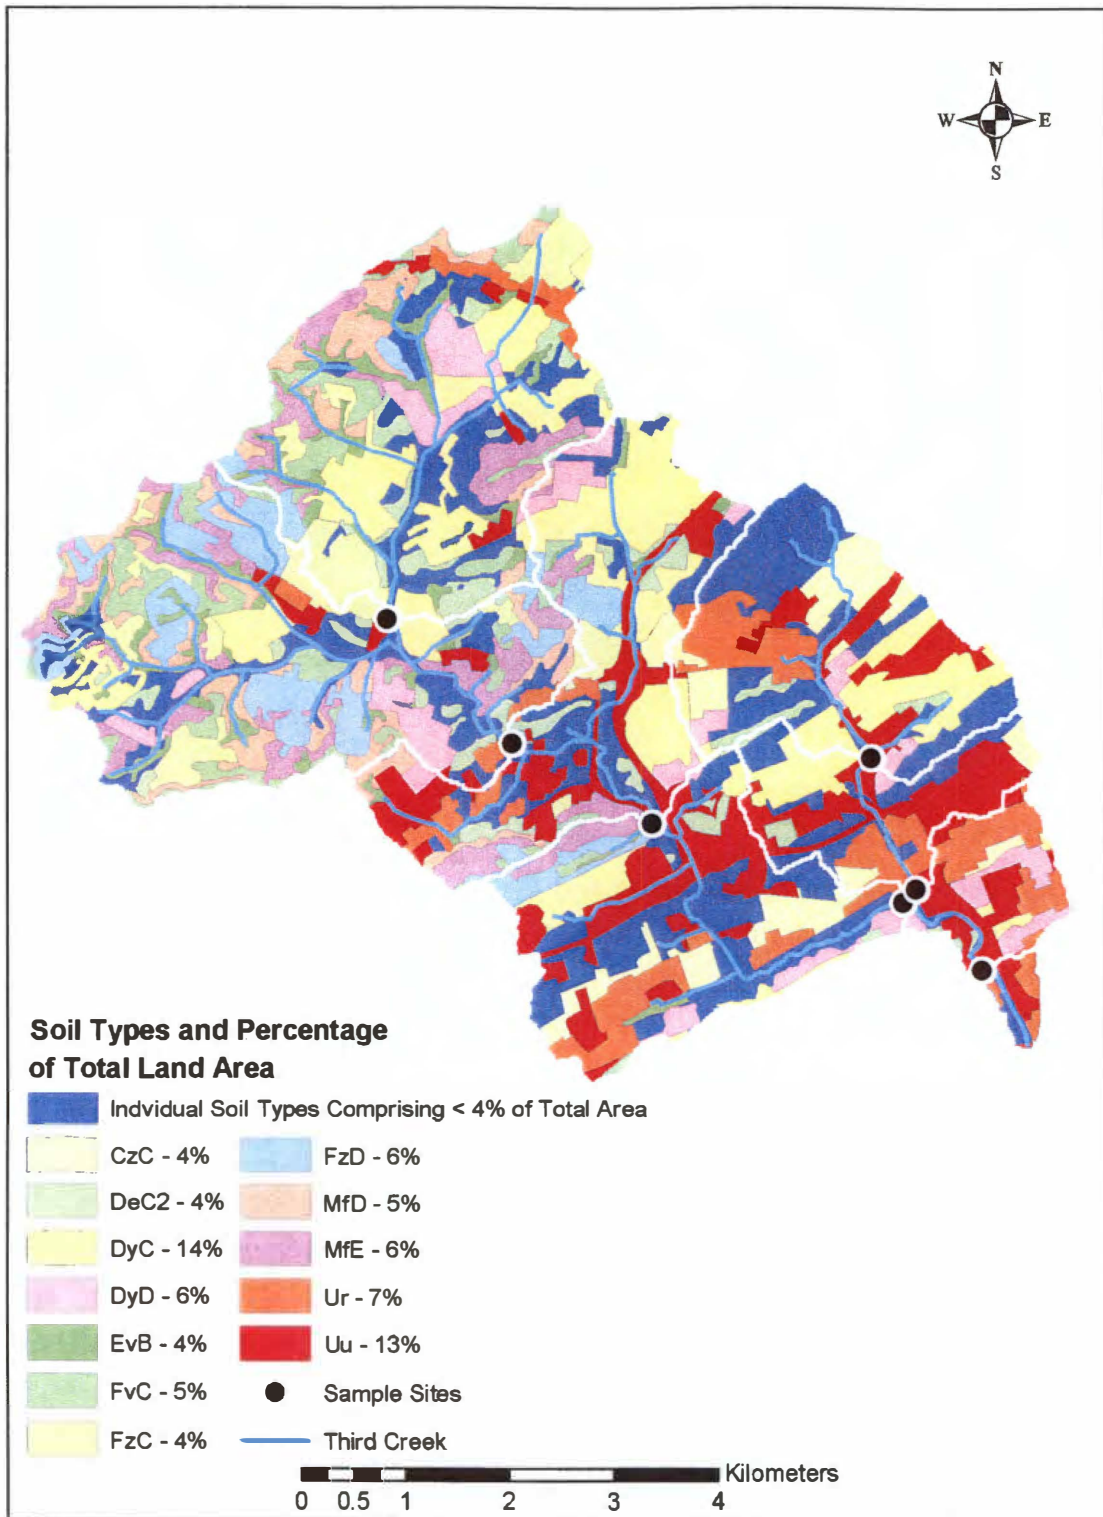 N
W E
S
Soil Types and Percentage
of Total Land Area
Indvidual Soil Types Comprising < 4% of Total Area
CzC - 4%
DeC2 - 4%
DyC - 14%
DyD - 6%
EvB - 4%
FvC - 5%
FzC - 4%
FzD - 6%
MfD - 5%
MfE - 6%
Ur - 7%
Uu - 13%
Sample Sites
Third Creek
Kilometers
0 0.5 1 2 3 4